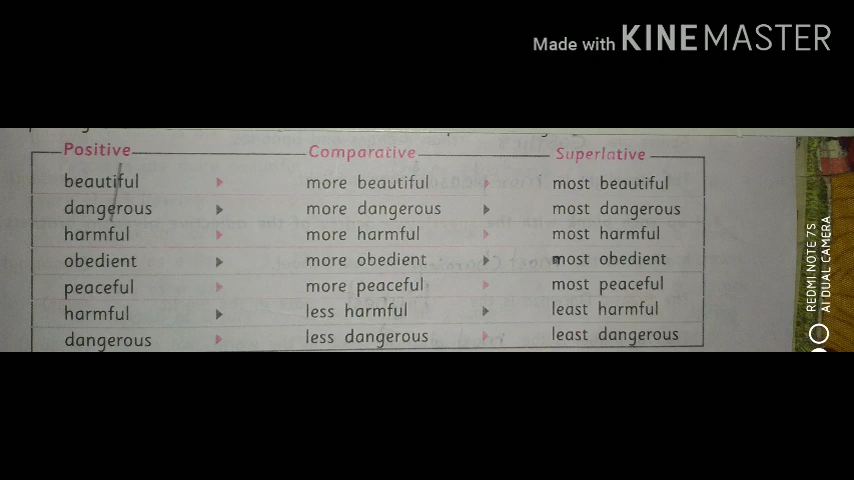 Made with KINEMASTER
Positive Comparative Superlative
beautiful more beautiful most beautiful
dangerous more dangerous most dangerous
harmful more harmful most harmful
obedient more obedient most obedient
peaceful more peaceful most peaceful
harmful less harmful least harmful
dangerous less dangerous least dangerous
REDMI NOTE 7S
AI DUAL CAMERA